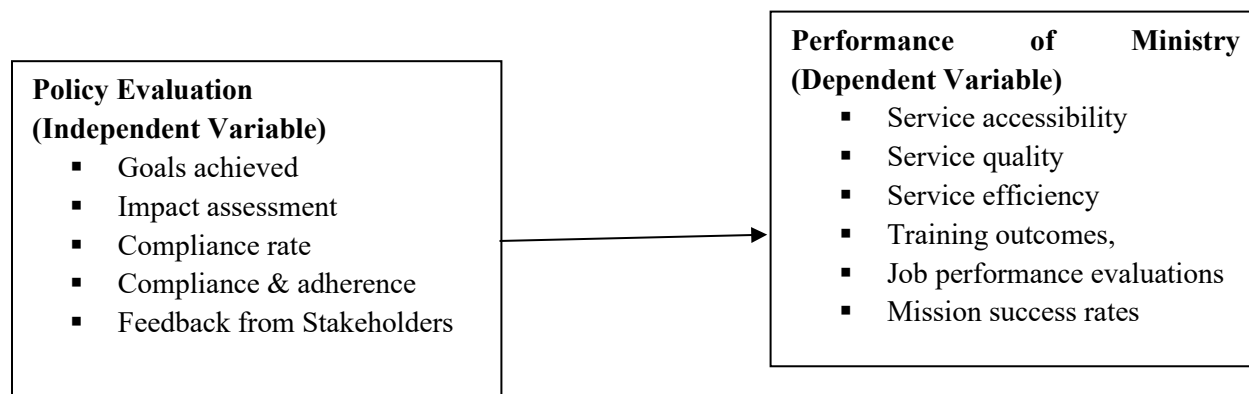 Policy Evaluation
(Independent Variable)
▪ Goals achieved
▪ Impact assessment
▪ Compliance rate
▪ Compliance & adherence
▪ Feedback from Stakeholders
Performance of Ministry
(Dependent Variable)
▪ Service accessibility
▪ Service quality
▪ Service efficiency
▪ Training outcomes,
▪ Job performance evaluations
▪ Mission success rates